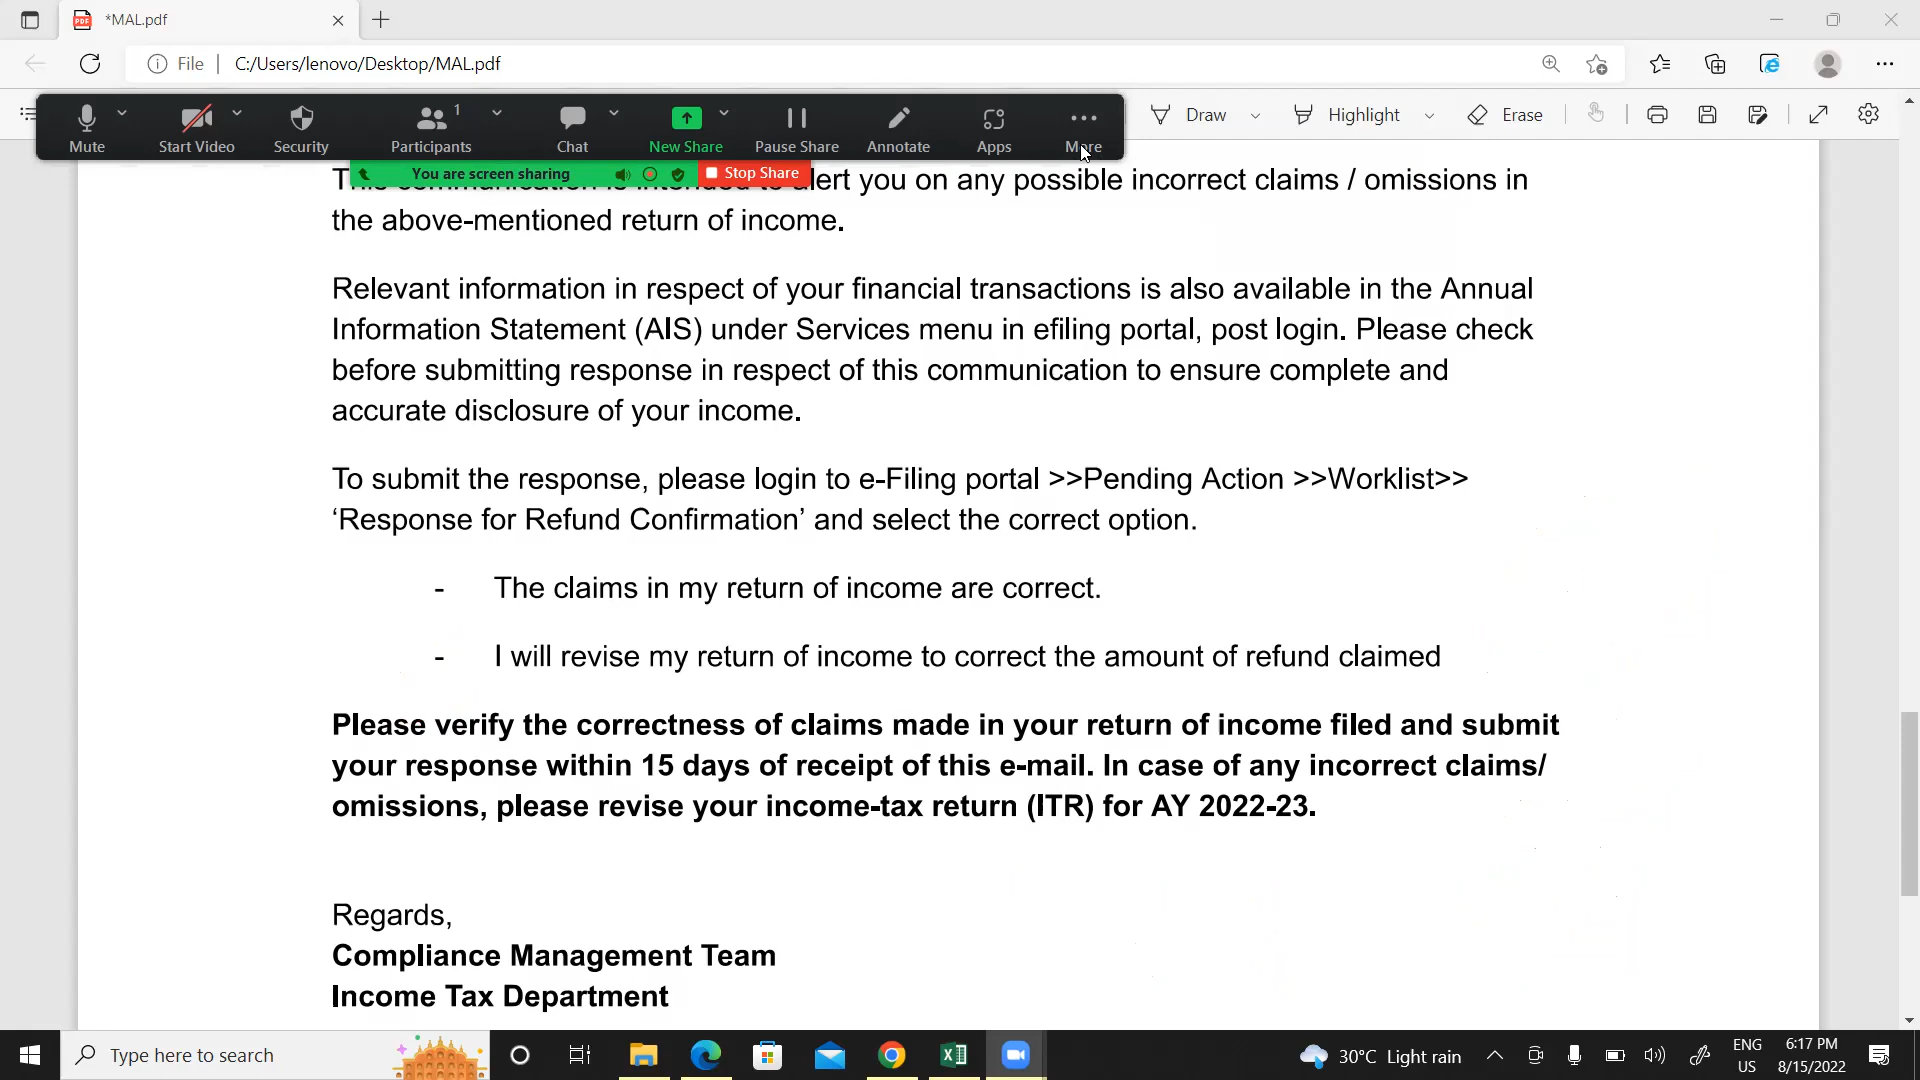 *MAL.pdf
File
C:/Users/lenovo/Desktop/MAL.pdf
Mute
Start Video
Security
1
Participants
Chat
New Share
Pause Share
Annotate
Apps
More
Draw
Highlight
Erase
You are screen sharing
Stop Share
This communication is intended to alert you on any possible incorrect claims / omissions in
the above-mentioned return of income.
Relevant information in respect of your financial transactions is also available in the Annual
Information Statement (AIS) under Services menu in efiling portal, post login. Please check
before submitting response in respect of this communication to ensure complete and
accurate disclosure of your income.
To submit the response, please login to e-Filing portal >>Pending Action >>Worklist>>
‘Response for Refund Confirmation’ and select the correct option.
- The claims in my return of income are correct.
- I will revise my return of income to correct the amount of refund claimed
Please verify the correctness of claims made in your return of income filed and submit
your response within 15 days of receipt of this e-mail. In case of any incorrect claims/
omissions, please revise your income-tax return (ITR) for AY 2022-23.
Regards,
Compliance Management Team
Income Tax Department
Type here to search
30°C Light rain
ENG
US
6:17 PM
8/15/2022